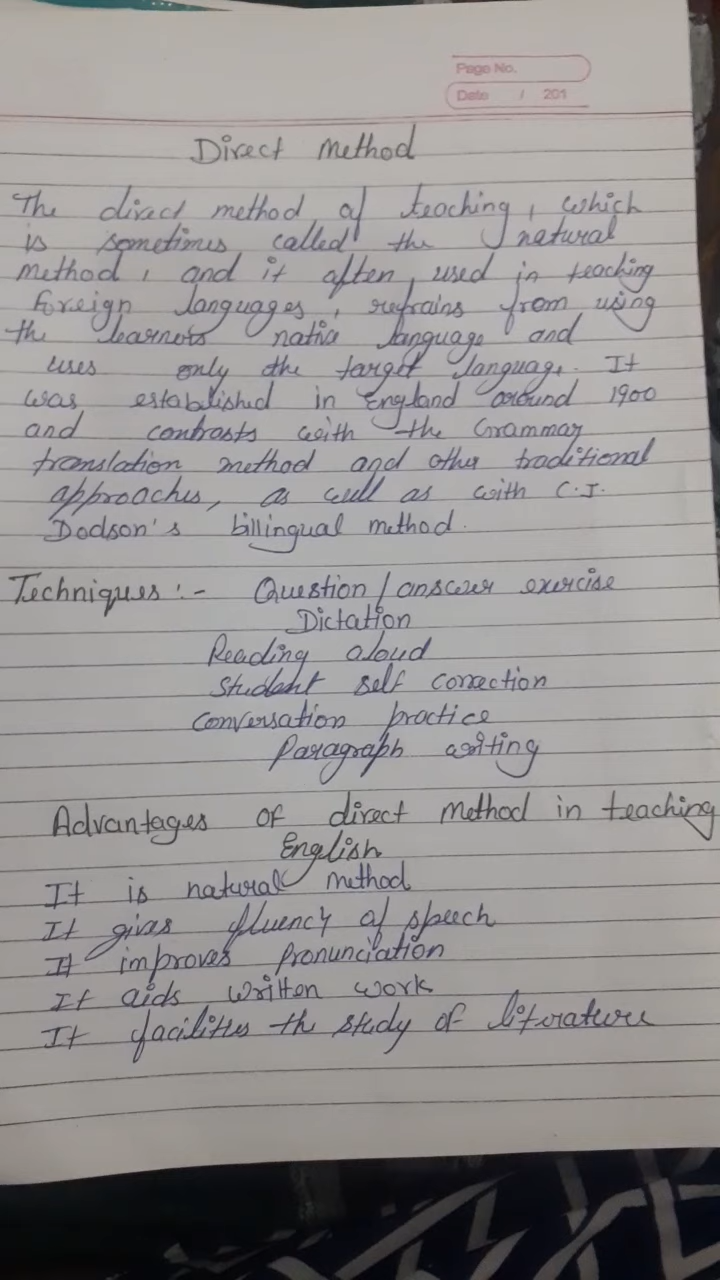 Page No.
Date / 201
Direct Method
The direct method of teaching, which
is sometimes called the natural
method, and it often used in teaching
foreign languages, refrains from using
the learners native language and
uses only the target language. It
was established in England around 1900
and contrasts with the Grammar
translation method and other traditional
approaches, as well as with C.J.
Dodson's billingual method.
Techniques :- Question / answer exercise
Dictation
Reading aloud
Student self correction
Conversation practice
Paragraph writing
Advantages of direct method in teaching
English
It is natural method
It gives fluency of speech
It improves Pronunciation
It aids written work
It facilities the study of literature